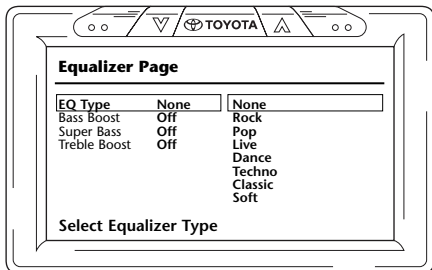 TOYOTA
Equalizer Page
EQ Type None
Bass Boost Off
Super Bass Off
Treble Boost Off
None
Rock
Pop
Live
Dance
Techno
Classic
Soft
Select Equalizer Type